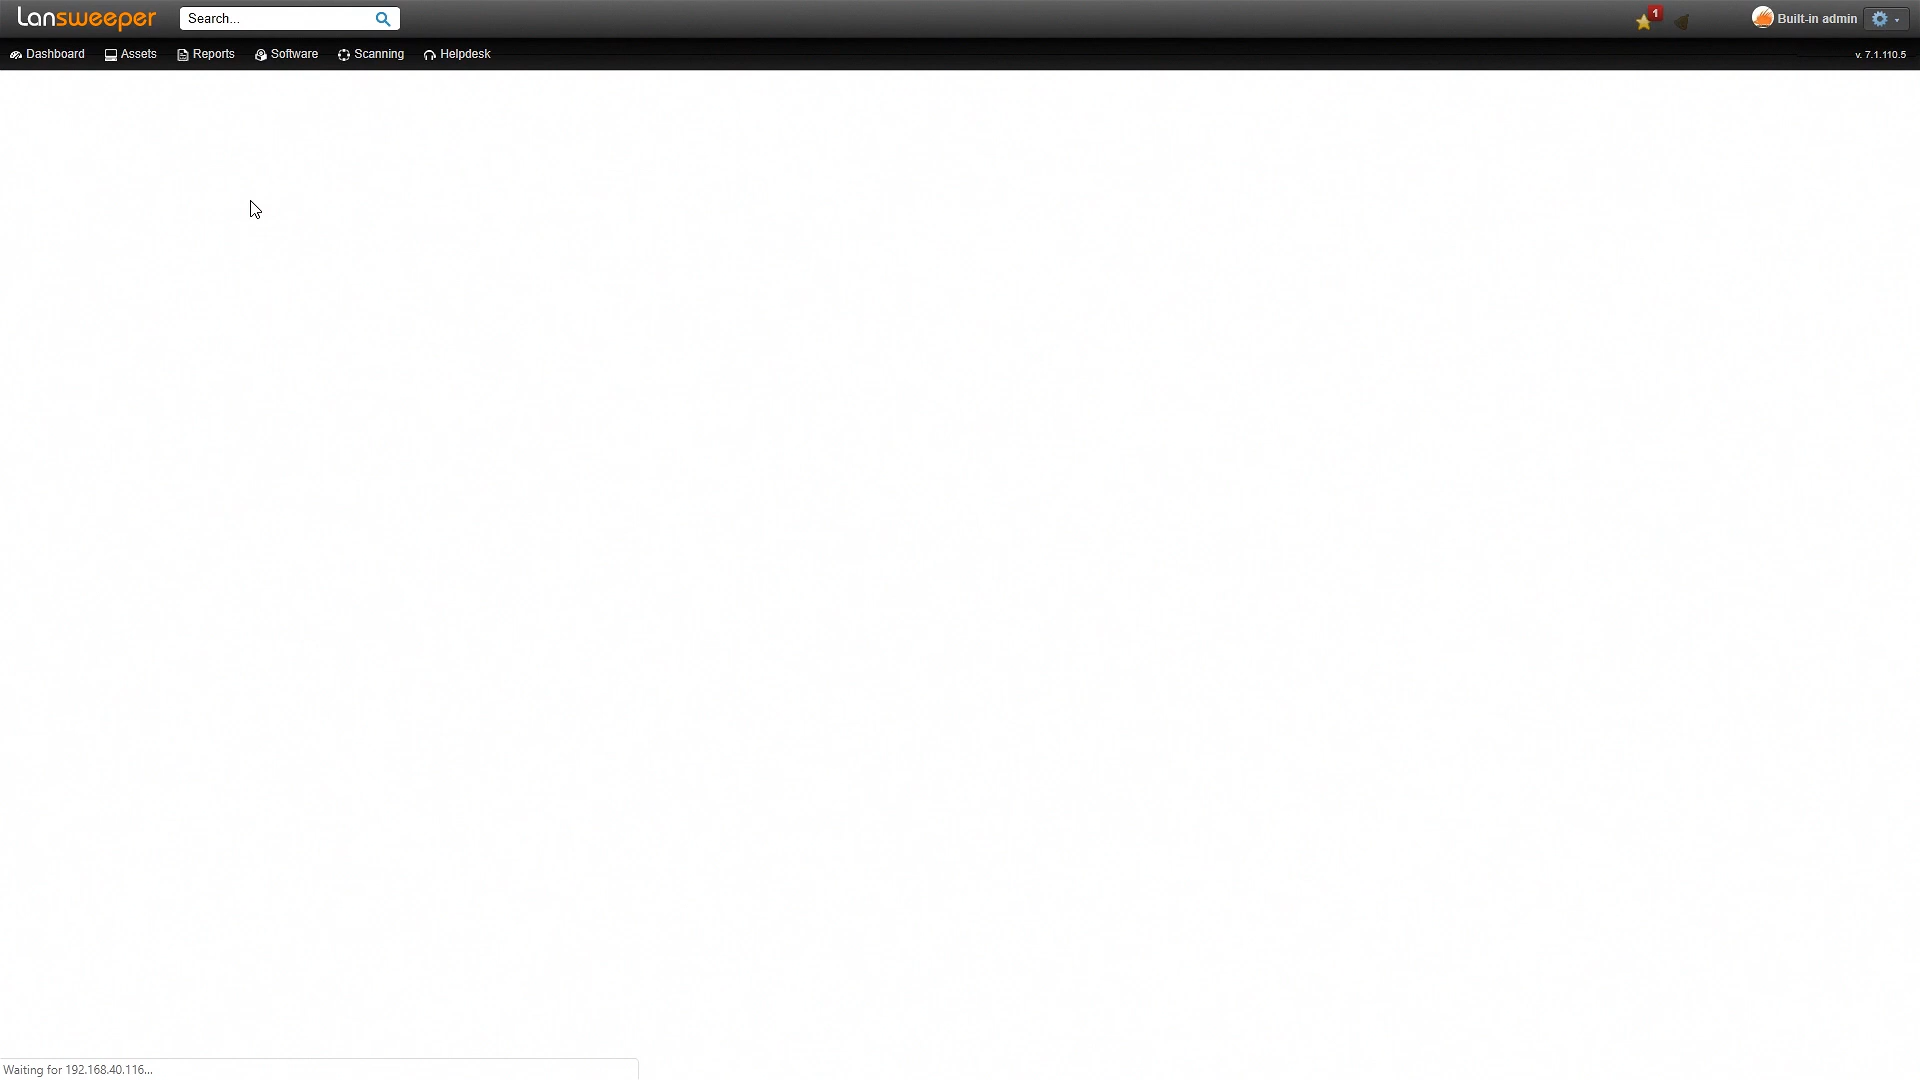 Lansweeper
Search...
1
Built-in admin
Dashboard
Assets
Reports
Software
Scanning
Helpdesk
v. 7.1.110.5
Waiting for 192.168.40.116...